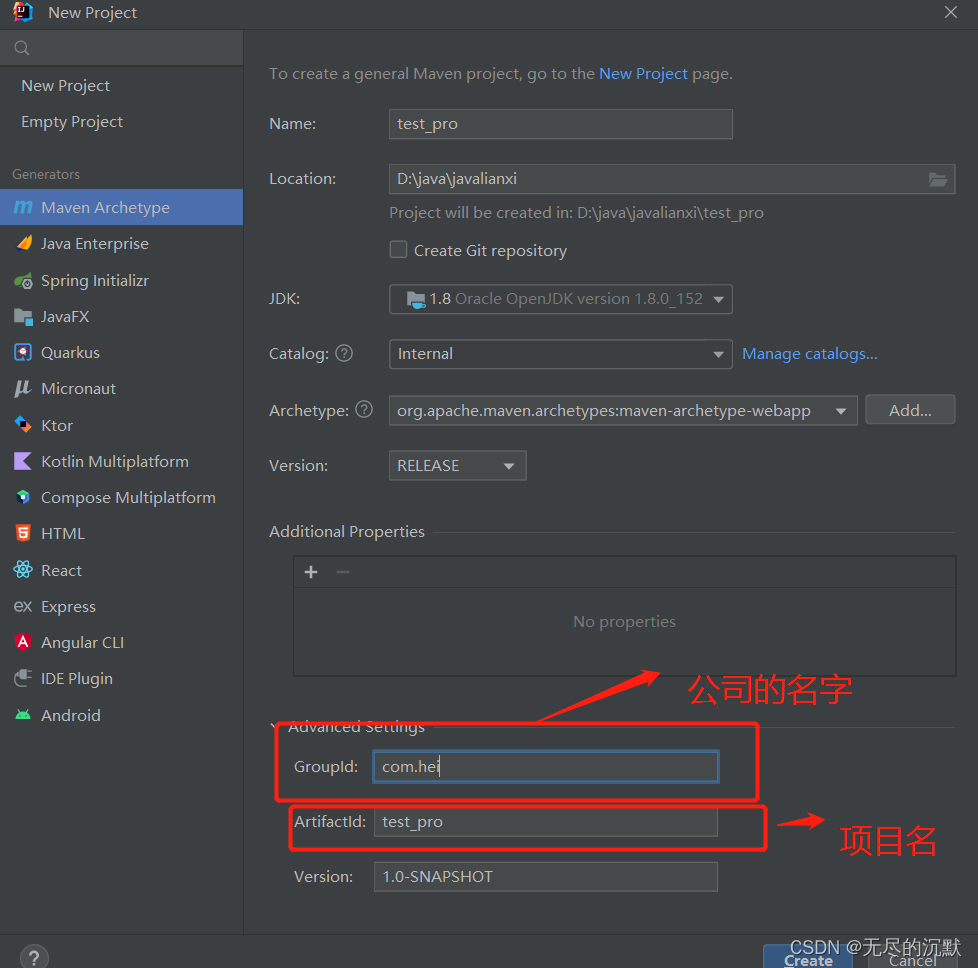 New Project
New Project
Empty Project
Generators
Maven Archetype
Java Enterprise
Spring Initializr
JavaFX
Quarkus
Micronaut
Ktor
Kotlin Multiplatform
Compose Multiplatform
HTML
React
Express
Angular CLI
IDE Plugin
Android
To create a general Maven project, go to the New Project page.
Name: test_pro
Location: D:\java\javalianxi
Project will be created in: D:\java\javalianxi\test_pro
Create Git repository
JDK: 1.8 Oracle OpenJDK version 1.8.0_152
Catalog: ? Internal Manage catalogs...
Archetype: ? org.apache.maven.archetypes:maven-archetype-webapp Add...
Version: RELEASE
Additional Properties
No properties
公司的名字
Advanced Settings
GroupId: com.hei
ArtifactId: test_pro
项目名
Version: 1.0-SNAPSHOT
? Create Cancel
CSDN @无尽的沉默